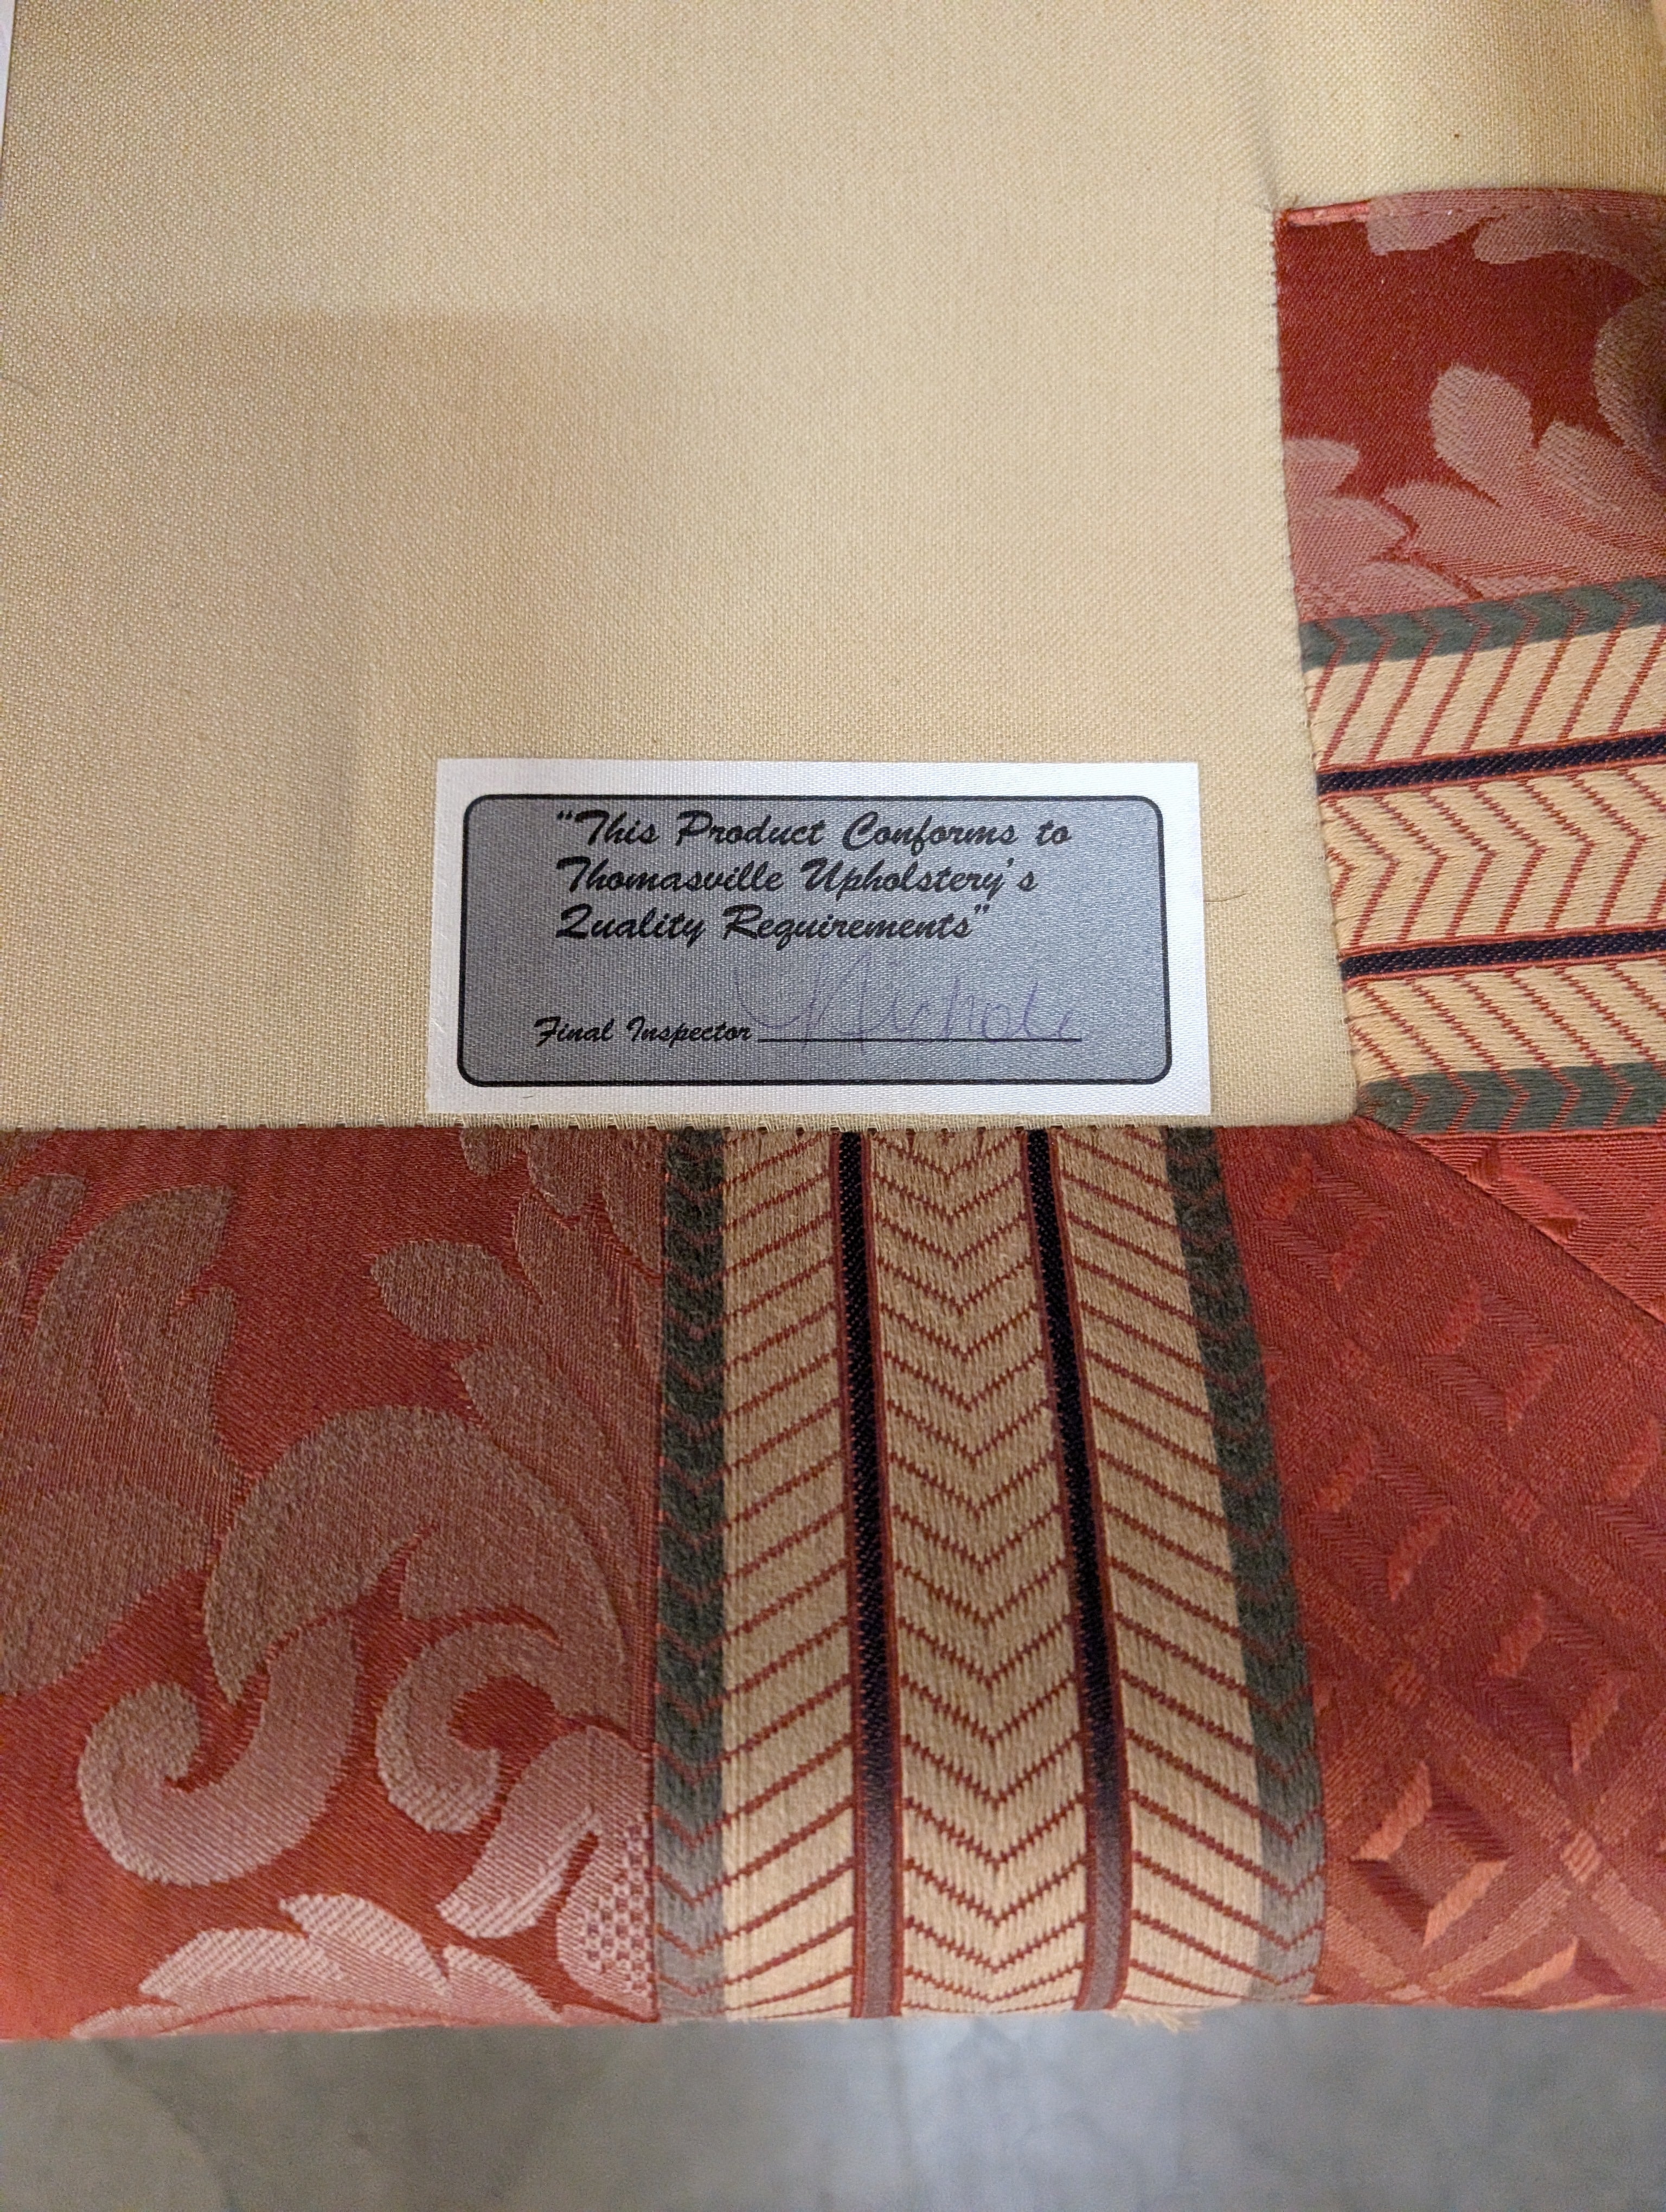 “This Product Conforms to
Thomasville Upholstery's
Quality Requirements”
Final Inspector